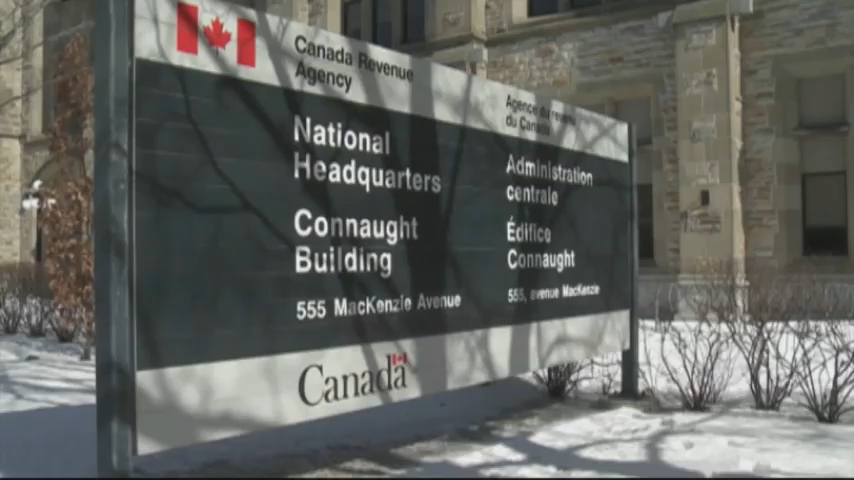 Canada Revenue
Agency
Agence du revenu
du Canada
National
Headquarters
Connaught
Building
555 MacKenzie Avenue
Administration
centrale
Édifice
Connaught
555, avenue MacKenzie
Canada